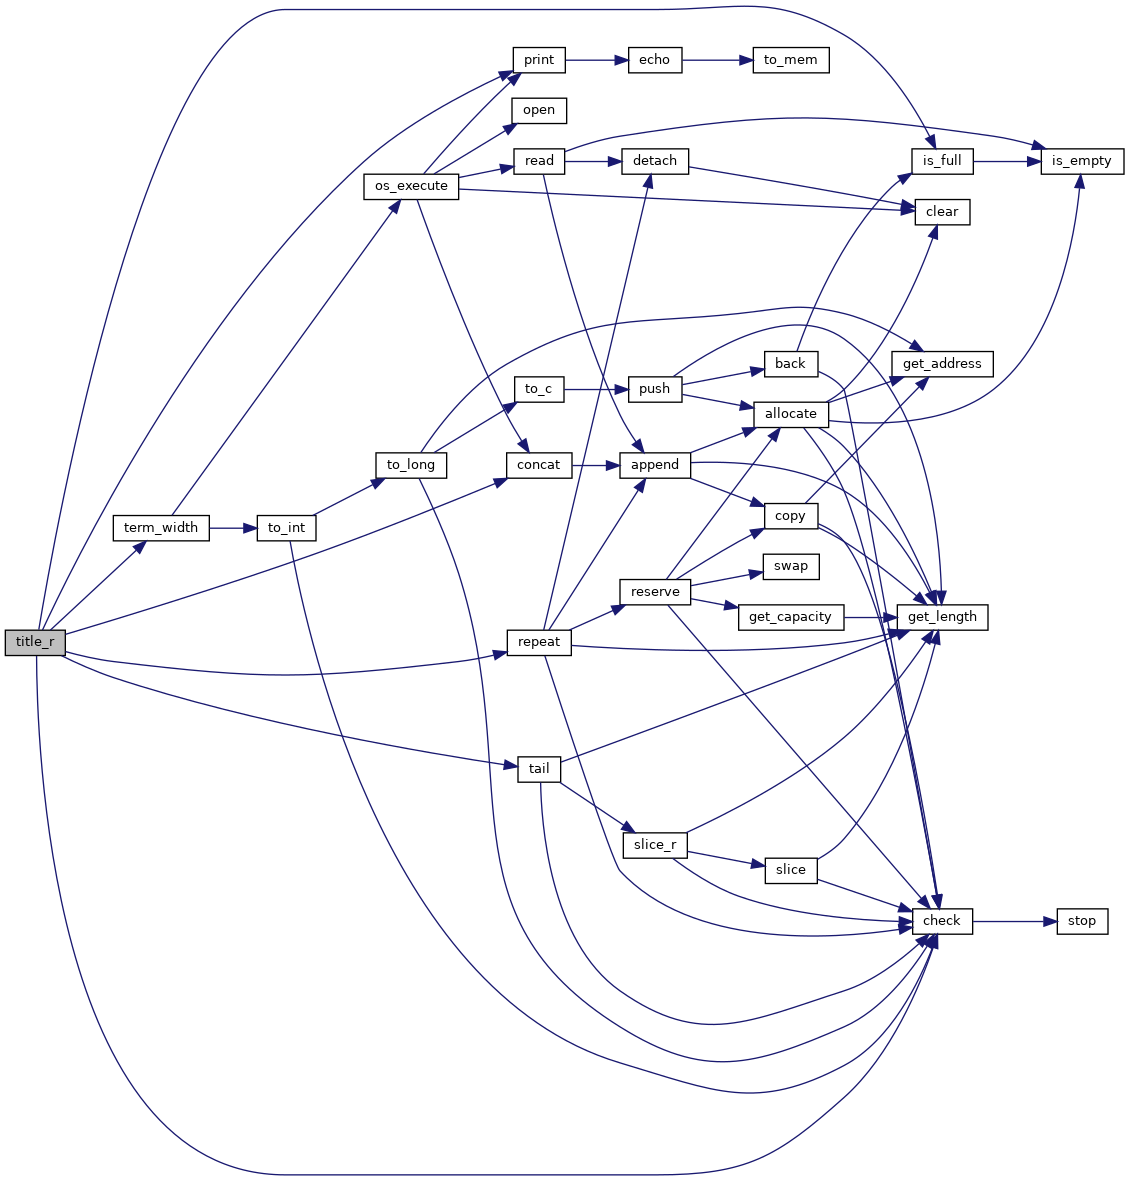 print
echo
to_mem
open
read
detach
is_full
is_empty
os_execute
clear
back
get_address
to_c
push
allocate
to_long
concat
append
term_width
to_int
copy
swap
reserve
get_capacity
get_length
title_r
repeat
tail
slice_r
slice
check
stop